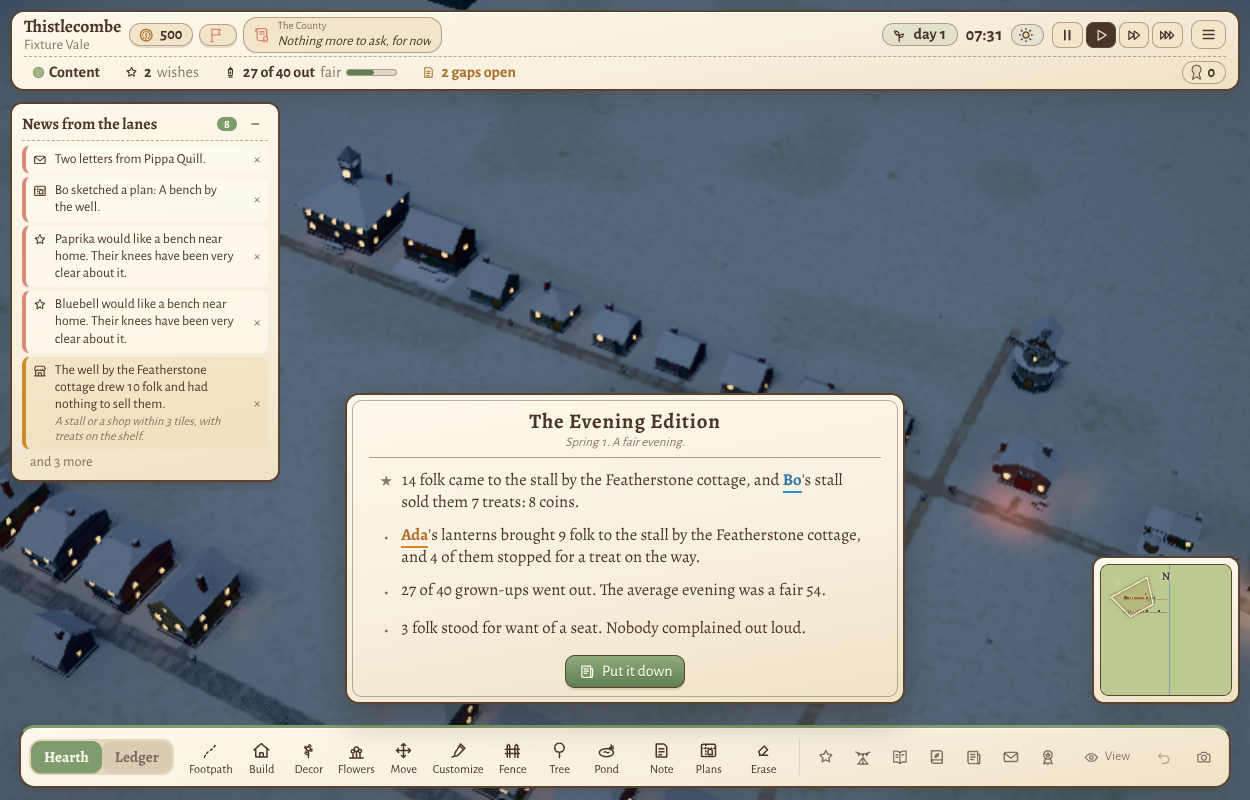 Thistlecombe
Fixture Vale
500
The County
Nothing more to ask, for now
day 1
07:31
Content
2 wishes
27 of 40 out fair
2 gaps open
0
News from the lanes
8
Two letters from Pippa Quill.
Bo sketched a plan: A bench by
the well.
Paprika would like a bench near
home. Their knees have been very
clear about it.
Bluebell would like a bench near
home. Their knees have been very
clear about it.
The well by the Featherstone
cottage drew 10 folk and had
nothing to sell them.
A stall or a shop within 3 tiles, with
treats on the shelf.
and 3 more
The Evening Edition
Spring 1. A fair evening.
14 folk came to the stall by the Featherstone cottage, and Bo's stall
sold them 7 treats: 8 coins.
Ada's lanterns brought 9 folk to the stall by the Featherstone cottage,
and 4 of them stopped for a treat on the way.
27 of 40 grown-ups went out. The average evening was a fair 54.
3 folk stood for want of a seat. Nobody complained out loud.
Put it down
N
Hearth
Ledger
Footpath
Build
Decor
Flowers
Move
Customize
Fence
Tree
Pond
Note
Plans
Erase
View